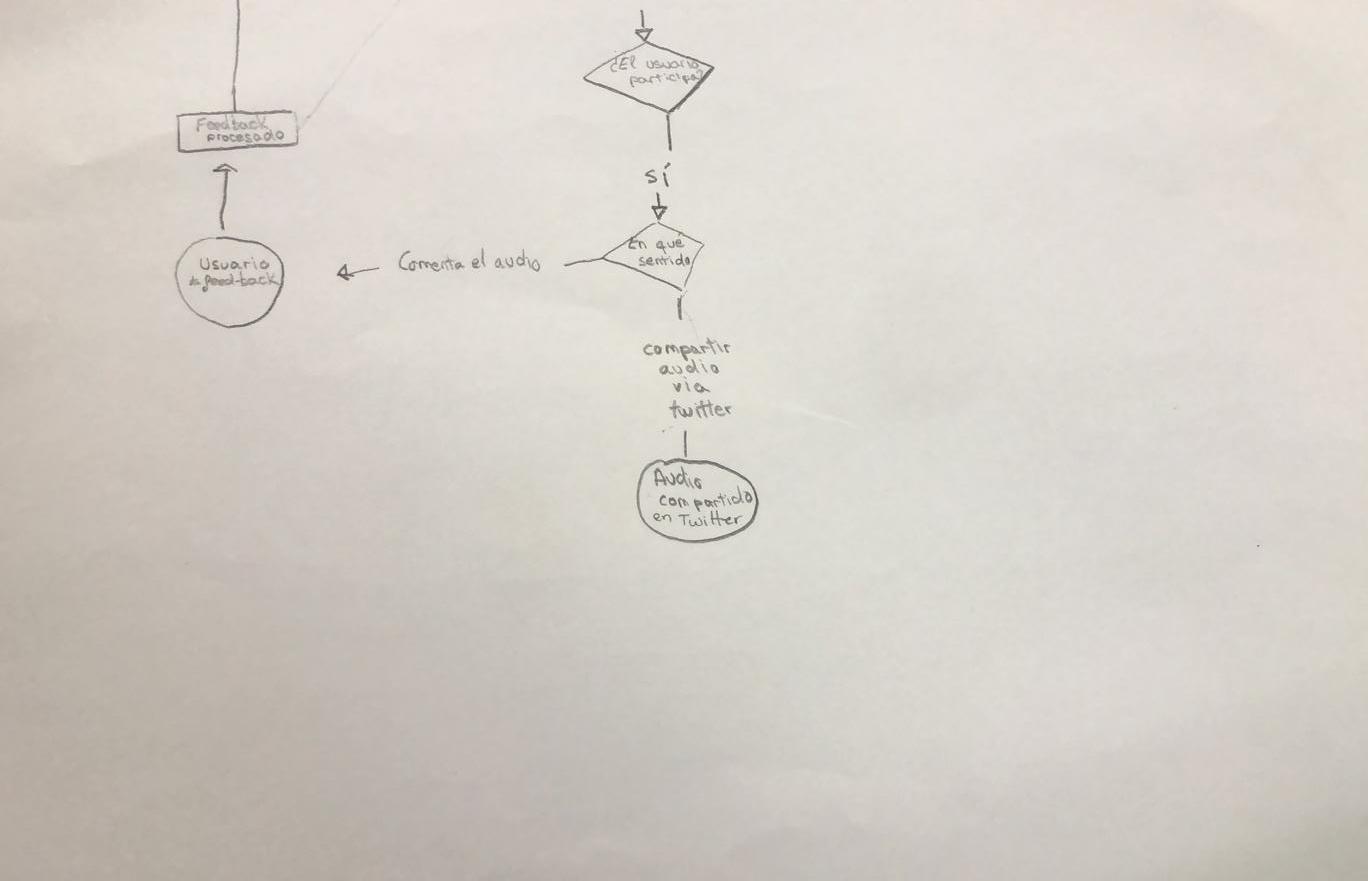 ¿El usuario
participa?
Feedback
procesado
sí
En qué
sentido
Comenta el audio
Usuario
da feed-back
compartir
audio
via
twitter
Audio
compartido
en Twitter